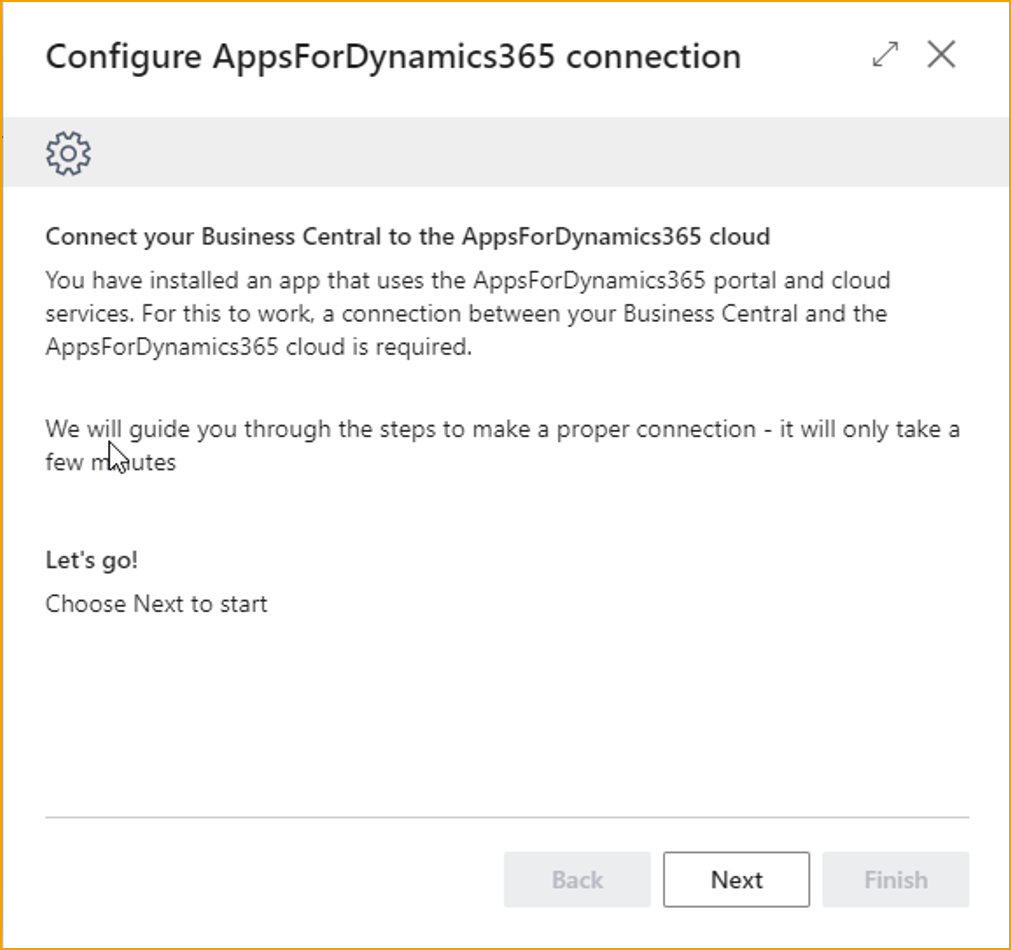 Configure AppsForDynamics365 connection
Connect your Business Central to the AppsForDynamics365 cloud
You have installed an app that uses the AppsForDynamics365 portal and cloud
services. For this to work, a connection between your Business Central and the
AppsForDynamics365 cloud is required.
We will guide you through the steps to make a proper connection - it will only take a
few minutes
Let's go!
Choose Next to start
Back
Next
Finish